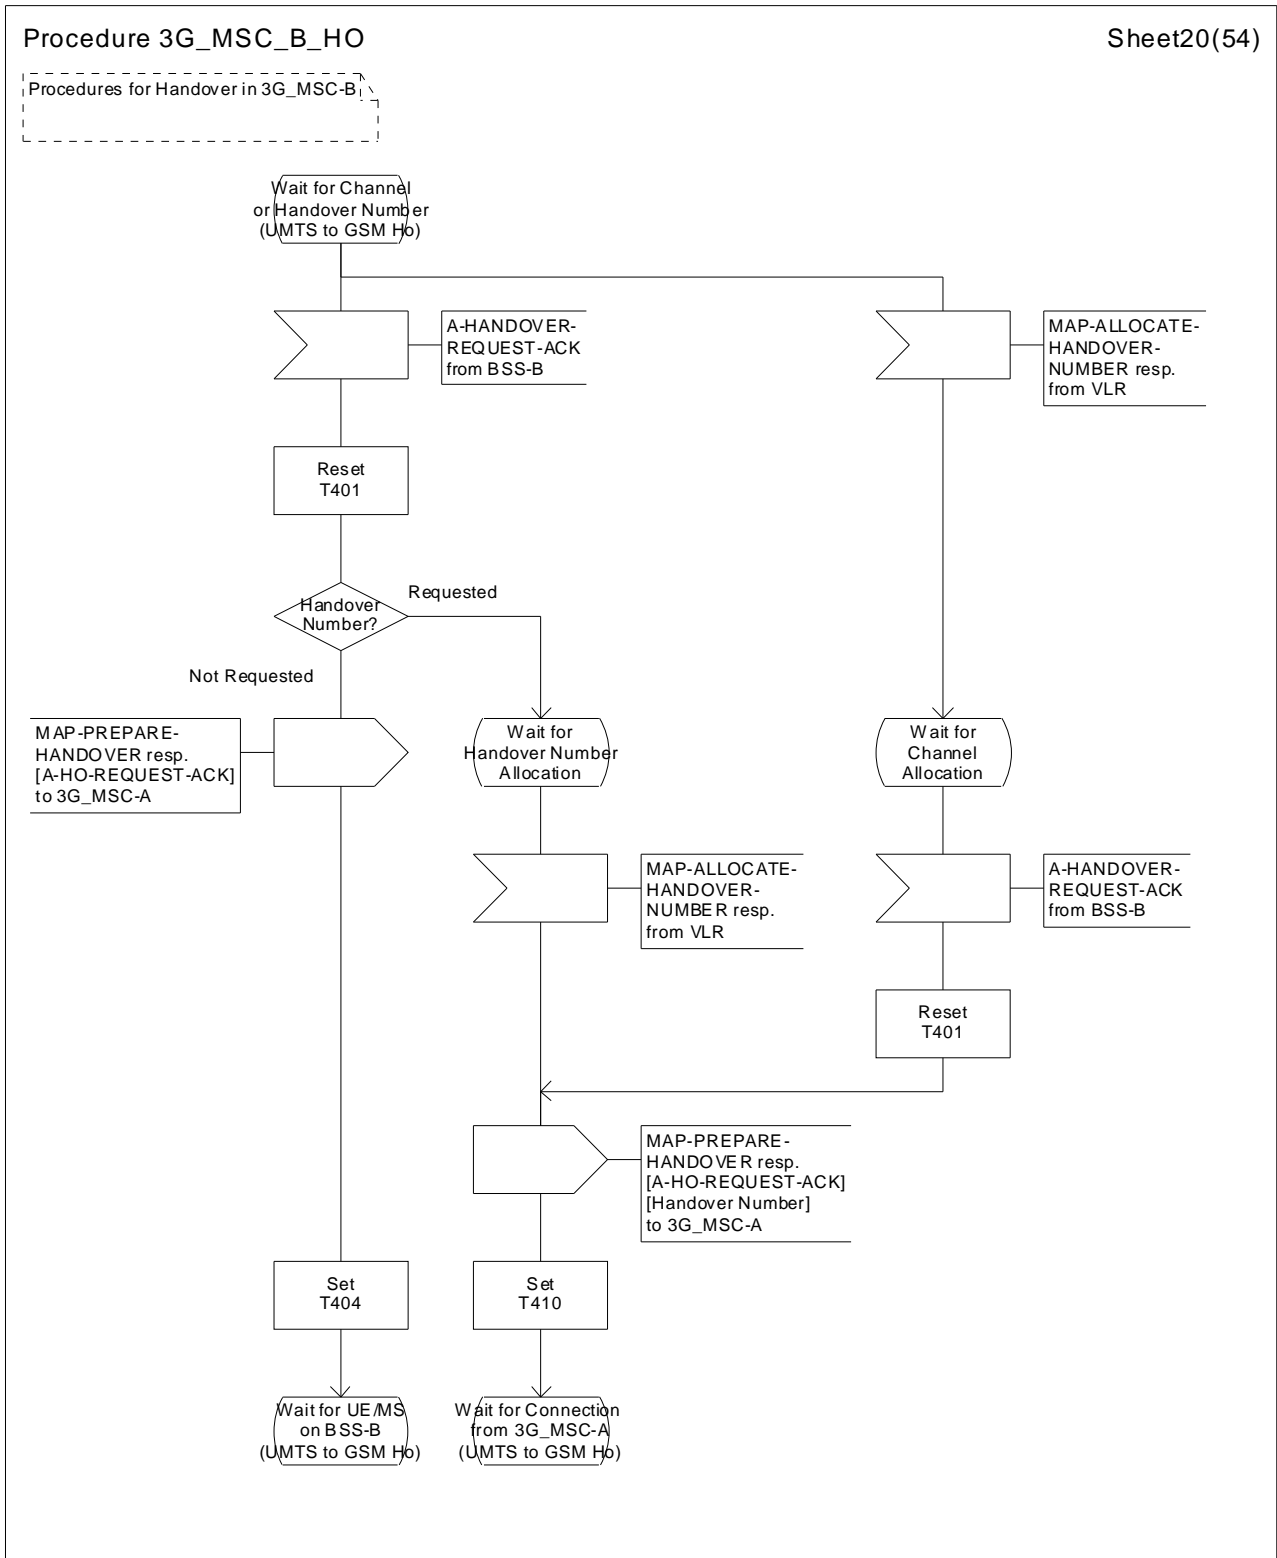 Procedure 3G_MSC_B_HO
Sheet20(54)
Procedures for Handover in 3G_MSC-B
Wait for Channel
or Handover Number
(UMTS to GSM Ho)
A-HANDOVER-
REQUEST-ACK
from BSS-B
MAP-ALLOCATE-
HANDOVER-
NUMBER resp.
from VLR
Reset
T401
Handover
Number?
Requested
Not Requested
MAP-PREPARE-
HANDOVER resp.
[A-HO-REQUEST-ACK]
to 3G_MSC-A
Wait for
Handover Number
Allocation
Wait for
Channel
Allocation
MAP-ALLOCATE-
HANDOVER-
NUMBER resp.
from VLR
A-HANDOVER-
REQUEST-ACK
from BSS-B
Reset
T401
MAP-PREPARE-
HANDOVER resp.
[A-HO-REQUEST-ACK]
[Handover Number]
to 3G_MSC-A
Set
T404
Set
T410
Wait for UE/MS
on BSS-B
(UMTS to GSM Ho)
Wait for Connection
from 3G_MSC-A
(UMTS to GSM Ho)